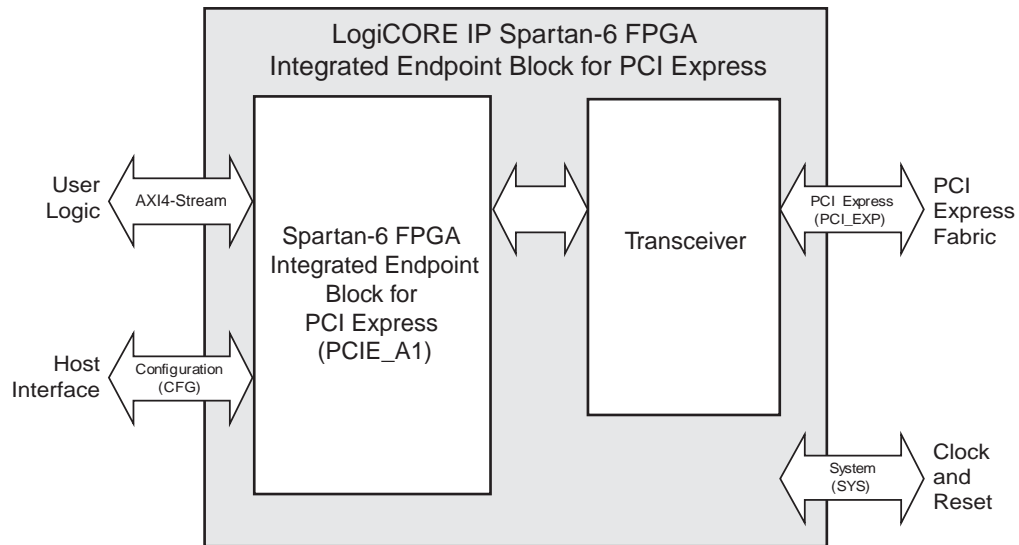 LogiCORE IP Spartan-6 FPGA
Integrated Endpoint Block for PCI Express
User
Logic
AXI4-Stream
Spartan-6 FPGA
Integrated Endpoint
Block for
PCI Express
(PCIE_A1)
Transceiver
PCI Express
(PCI_EXP)
PCI
Express
Fabric
Host
Interface
Configuration
(CFG)
System
(SYS)
Clock
and
Reset